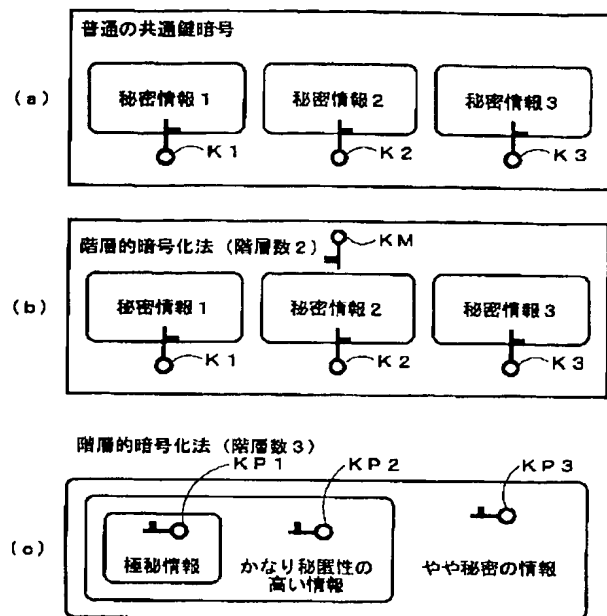 (a)
普通の共通鍵暗号
秘密情報1 秘密情報2 秘密情報3
K1 K2 K3
(b)
KM
階層的暗号化法(階層数2)
秘密情報1 秘密情報2 秘密情報3
K1 K2 K3
(c)
階層的暗号化法(階層数3)
KP1 KP2 KP3
極秘情報 かなり秘匿性の やや秘密の情報
高い情報